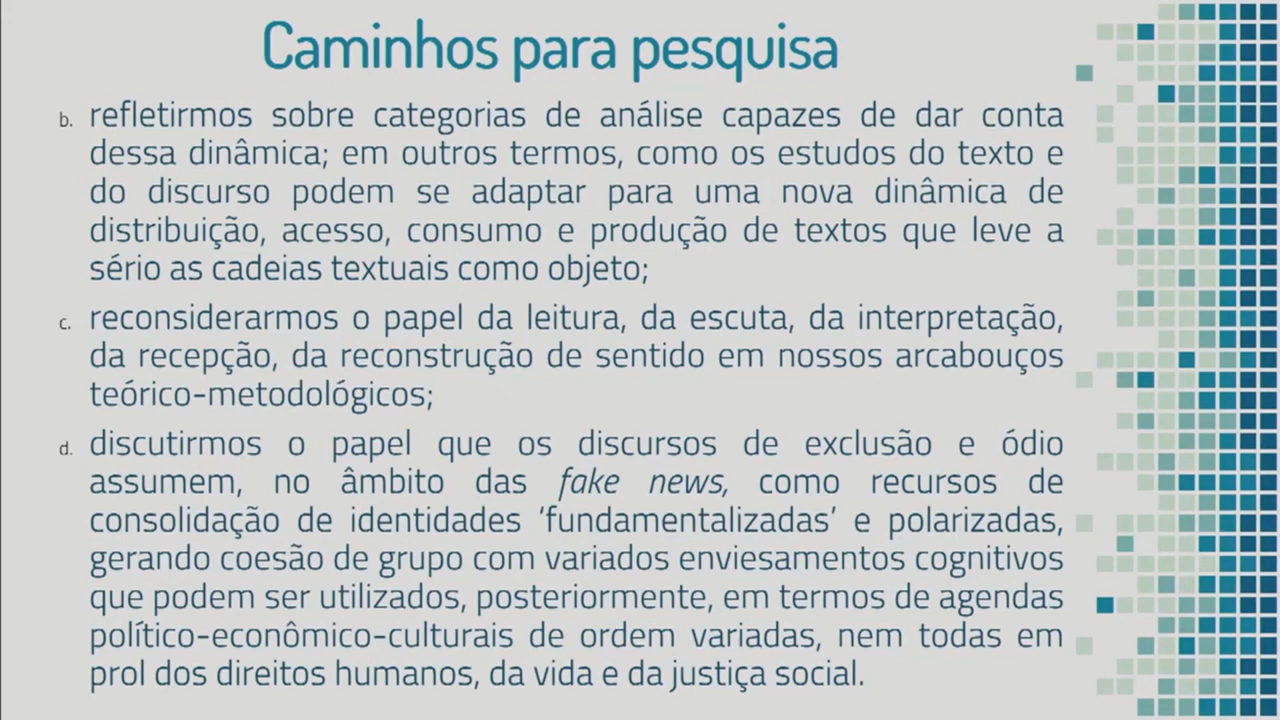 Caminhos para pesquisa
b. refletirmos sobre categorias de análise capazes de dar conta
dessa dinâmica; em outros termos, como os estudos do texto e
do discurso podem se adaptar para uma nova dinâmica de
distribuição, acesso, consumo e produção de textos que leve a
sério as cadeias textuais como objeto;
c. reconsiderarmos o papel da leitura, da escuta, da interpretação,
da recepção, da reconstrução de sentido em nossos arcabouços
teórico-metodológicos;
d. discutirmos o papel que os discursos de exclusão e ódio
assumem, no âmbito das fake news, como recursos de
consolidação de identidades ‘fundamentalizadas’ e polarizadas,
gerando coesão de grupo com variados enviesamentos cognitivos
que podem ser utilizados, posteriormente, em termos de agendas
político-econômico-culturais de ordem variadas, nem todas em
prol dos direitos humanos, da vida e da justiça social.